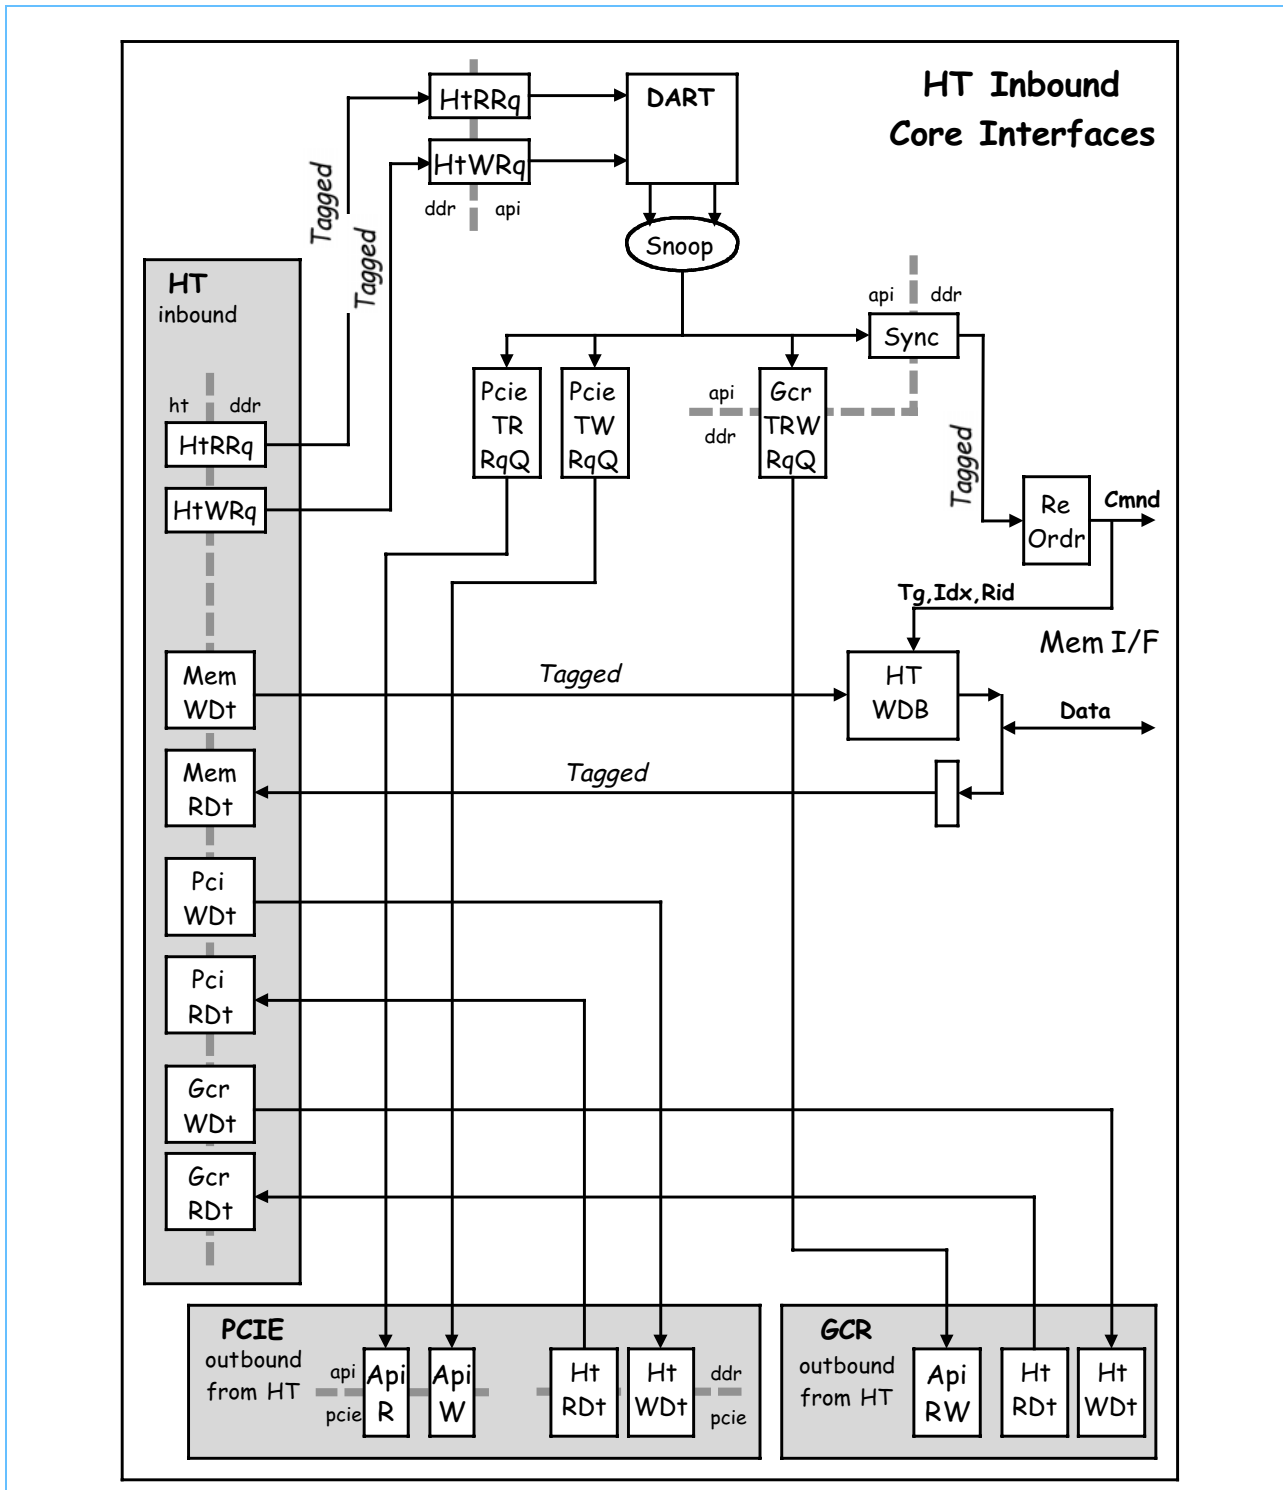 HT Inbound
Core Interfaces
HtRRq
DART
HtWRq
ddr
api
Tagged
Tagged
Snoop
HT
inbound
api
ddr
Sync
ht
ddr
HtRRq
HtWRq
Pcie
TR
RqQ
Pcie
TW
RqQ
api
ddr
Gcr
TRW
RqQ
Tagged
Re
Ordr
Cmnd
Tg,Idx,Rid
Mem I/F
Mem
WDt
Tagged
HT
WDB
Data
Mem
RDt
Tagged
Pci
WDt
Pci
RDt
Gcr
WDt
Gcr
RDt
PCIE
outbound
from HT
api
pcie
Api
R
Api
W
Ht
RDt
Ht
WDt
ddr
pcie
GCR
outbound
from HT
Api
RW
Ht
RDt
Ht
WDt